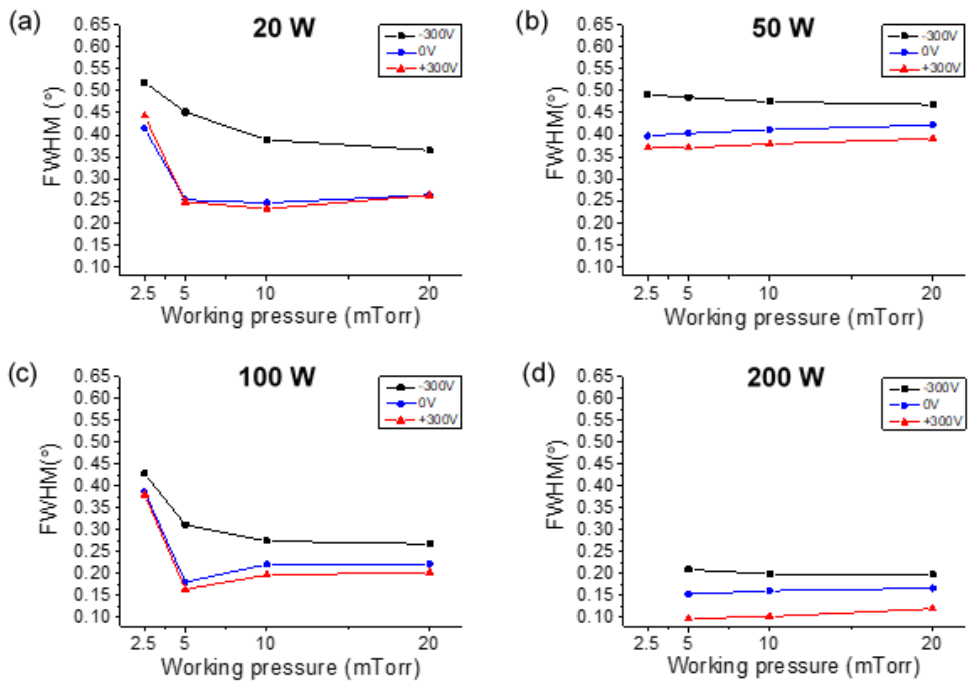 (a)
20 W
-300V
0V
+300V
FWHM (°)
0.65
0.60
0.55
0.50
0.45
0.40
0.35
0.30
0.25
0.20
0.15
0.10
2.5 5 10 20
Working pressure (mTorr)
(b)
50 W
-300V
0V
+300V
FWHM(°)
0.65
0.60
0.55
0.50
0.45
0.40
0.35
0.30
0.25
0.20
0.15
0.10
2.5 5 10 20
Working pressure (mTorr)
(c)
100 W
-300V
0V
+300V
FWHM(°)
0.65
0.60
0.55
0.50
0.45
0.40
0.35
0.30
0.25
0.20
0.15
0.10
2.5 5 10 20
Working pressure (mTorr)
(d)
200 W
-300V
0V
+300V
FWHM(°)
0.65
0.60
0.55
0.50
0.45
0.40
0.35
0.30
0.25
0.20
0.15
0.10
2.5 5 10 20
Working pressure (mTorr)